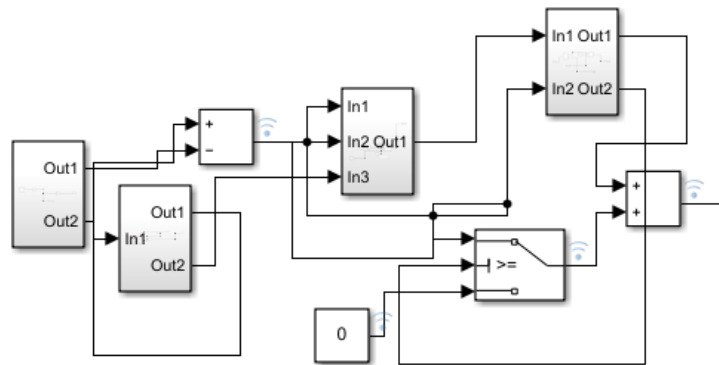 In1 Out1
In2 Out2
+
−
In1
In2 Out1
In3
Out1
Out2
Out1
In1
Out2
+
+
>=
0